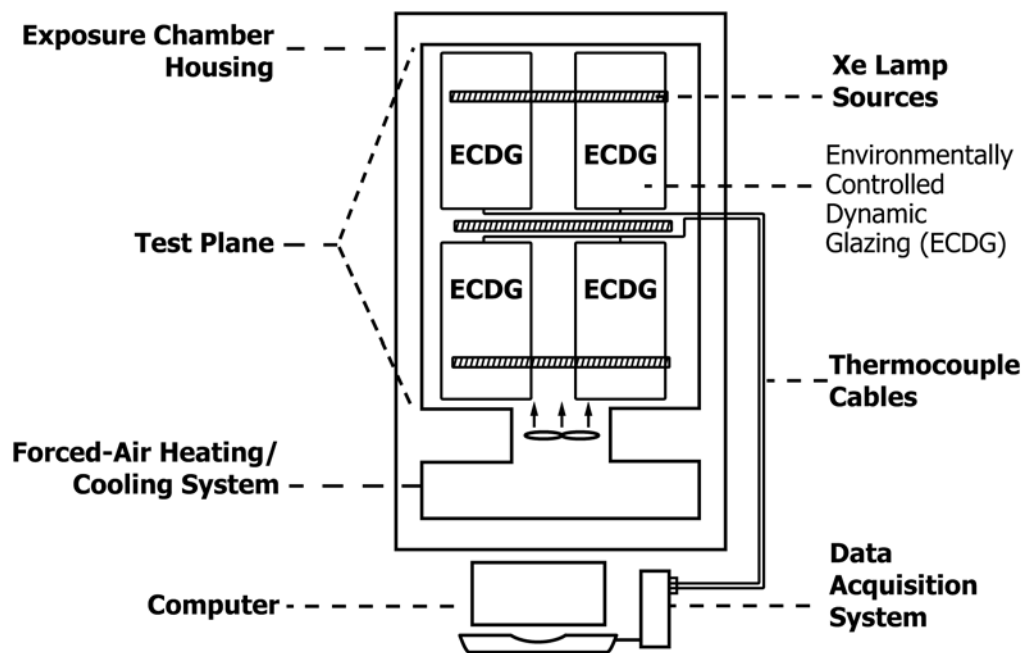 Exposure Chamber
Housing
Xe Lamp
Sources
ECDG
ECDG
Environmentally
Controlled
Dynamic
Glazing (ECDG)
Test Plane
ECDG
ECDG
Thermocouple
Cables
Forced-Air Heating/
Cooling System
Data
Acquisition
System
Computer